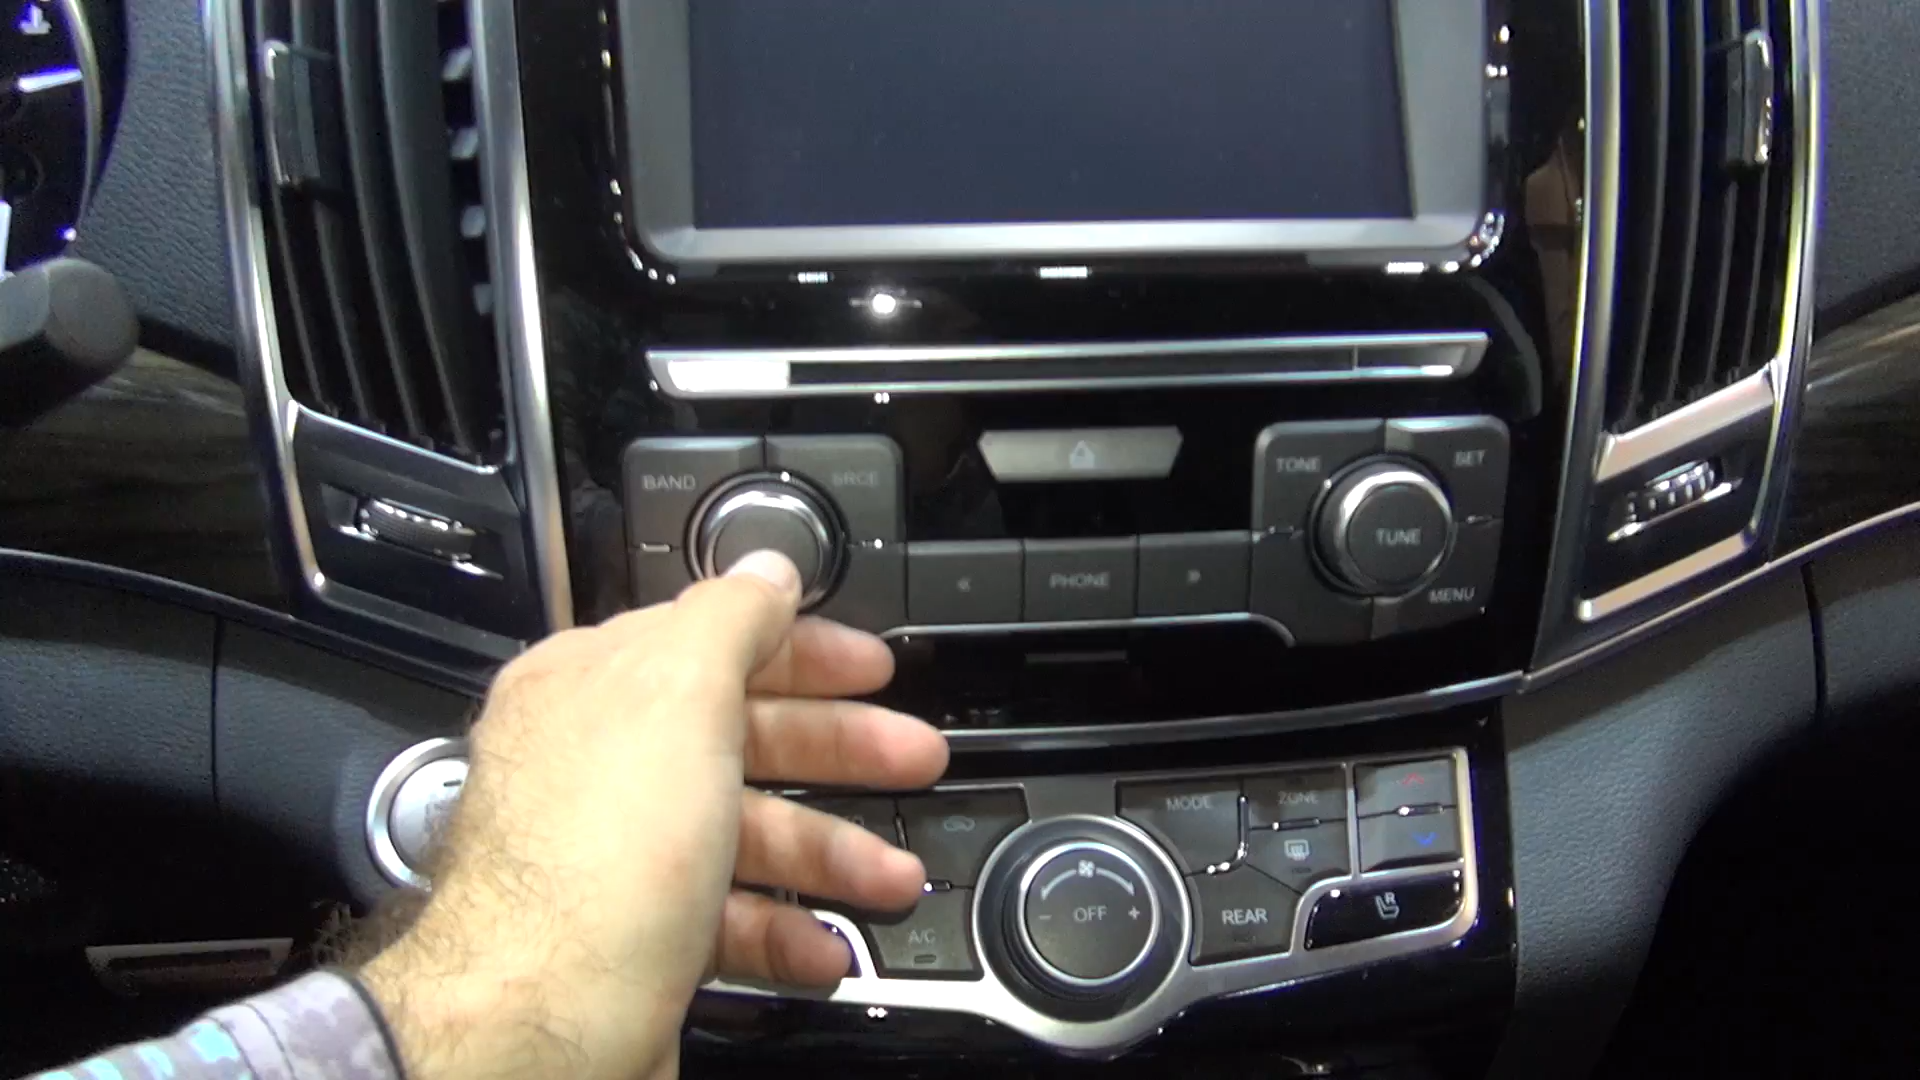 BAND
SRCE
TONE
SET
TUNE
«
PHONE
»
MENU
MODE
ZONE
A/C
- OFF +
REAR
R